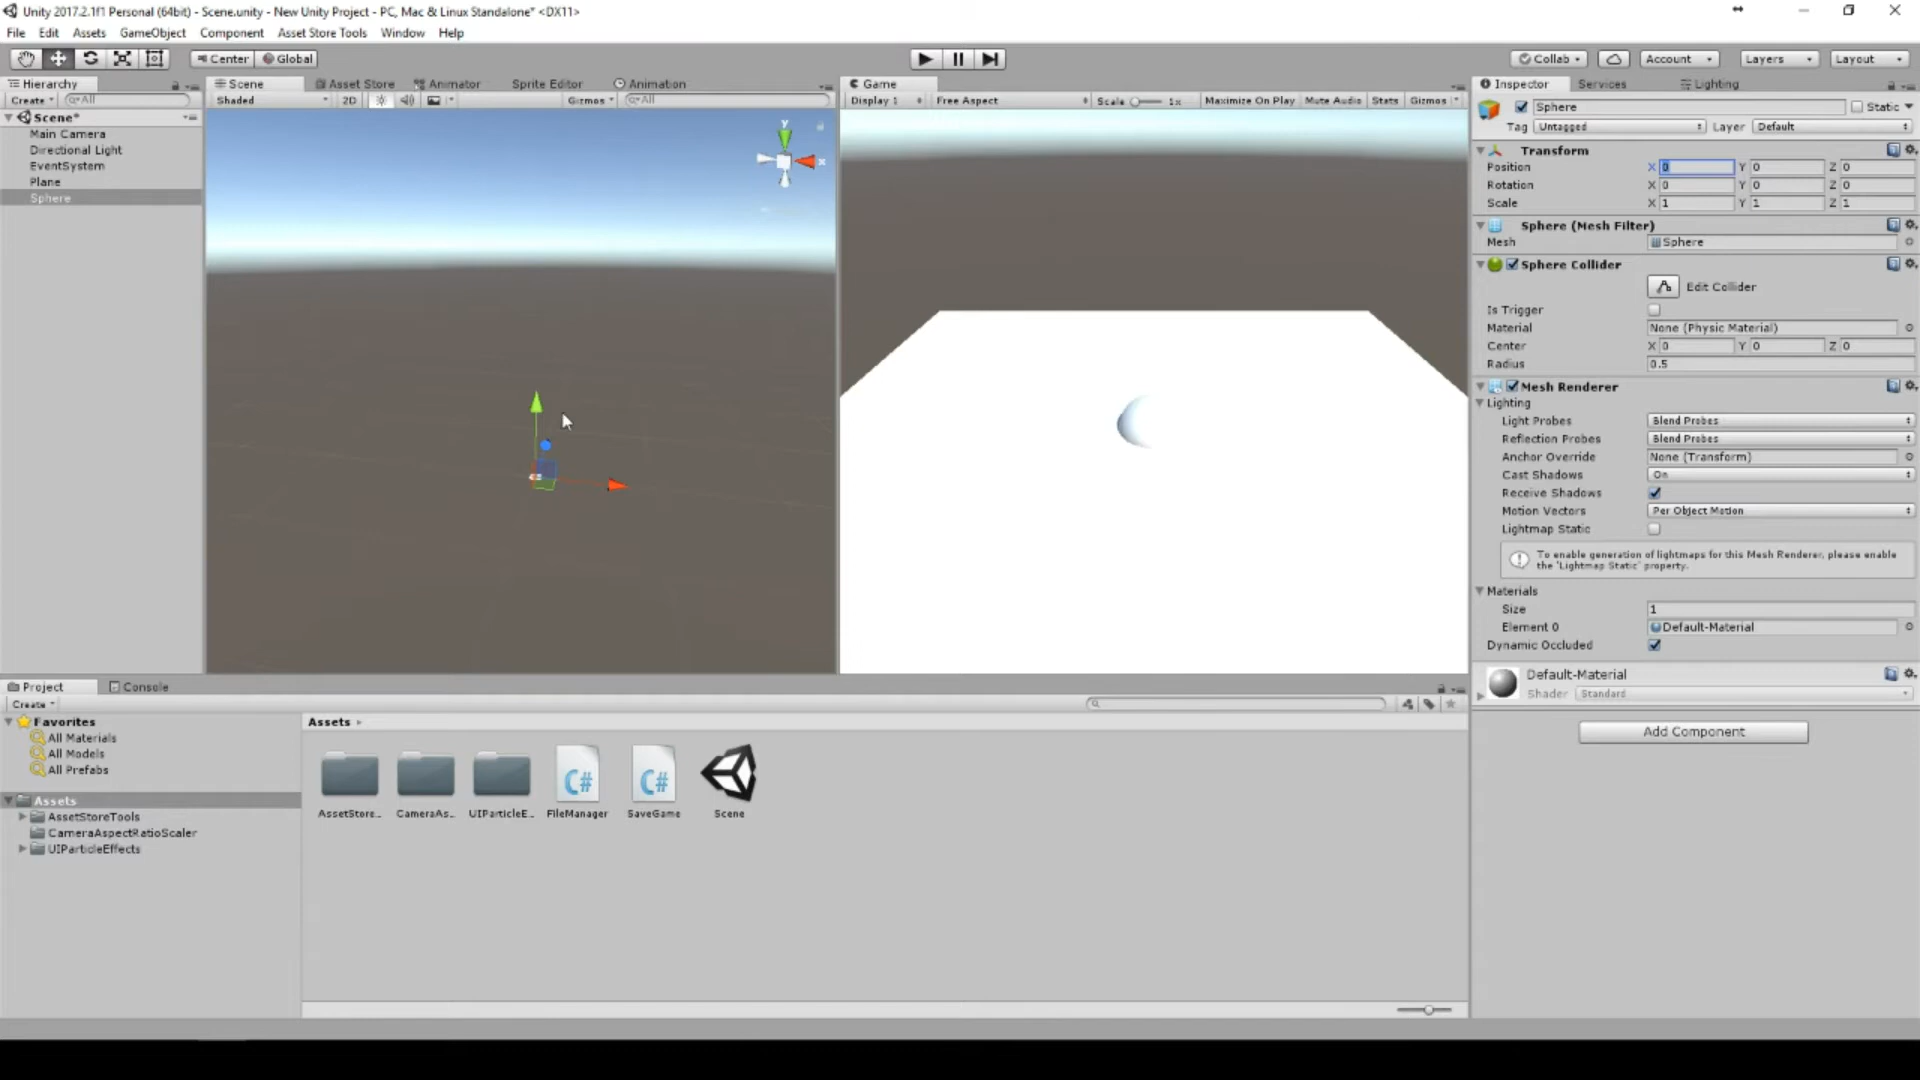 Unity 2017.2.1f1 Personal (64bit) - Scene.unity - New Unity Project - PC, Mac & Linux Standalone* <DX11>
File Edit Assets GameObject Component Asset Store Tools Window Help
Center Global Collab Account Layers Layout
Hierarchy
Create All
Scene*
Main Camera
Directional Light
EventSystem
Plane
Sphere
Scene Asset Store Animator Sprite Editor Animation
Shaded 2D Gizmos All
y
x
Game
Display 1 Free Aspect Scale 1x Maximize On Play Mute Audio Stats Gizmos
Inspector Services Lighting
Sphere Static
Tag Untagged Layer Default
Transform
Position X 0 Y 0 Z 0
Rotation X 0 Y 0 Z 0
Scale X 1 Y 1 Z 1
Sphere (Mesh Filter)
Mesh Sphere
Sphere Collider
Edit Collider
Is Trigger
Material None (Physic Material)
Center X 0 Y 0 Z 0
Radius 0.5
Mesh Renderer
Lighting
Light Probes Blend Probes
Reflection Probes Blend Probes
Anchor Override None (Transform)
Cast Shadows On
Receive Shadows
Motion Vectors Per Object Motion
Lightmap Static
To enable generation of lightmaps for this Mesh Renderer, please enable
the 'Lightmap Static' property.
Materials
Size 1
Element 0 Default-Material
Dynamic Occluded
Default-Material
Shader Standard
Add Component
Project Console
Create
Favorites
All Materials
All Models
All Prefabs
Assets
AssetStoreTools
CameraAspectRatioScaler
UIParticleEffects
Assets
C# C#
AssetStore... CameraAs... UIParticleE... FileManager SaveGame Scene